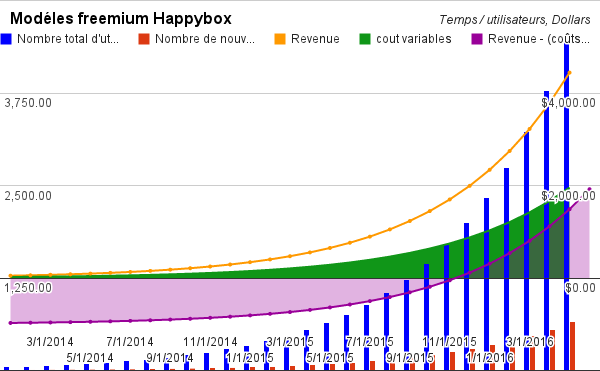 Modéles freemium Happybox
Temps / utilisateurs, Dollars
Nombre total d'ut... Nombre de nouv... Revenue cout variables Revenue - (coûts...
3,750.00 $4,000.00
2,500.00 $2,000.00
1,250.00 $0.00
3/1/2014 7/1/2014 11/1/2014 3/1/2015 7/1/2015 11/1/2015 3/1/2016
5/1/2014 9/1/2014 1/1/2015 5/1/2015 9/1/2015 1/1/2016